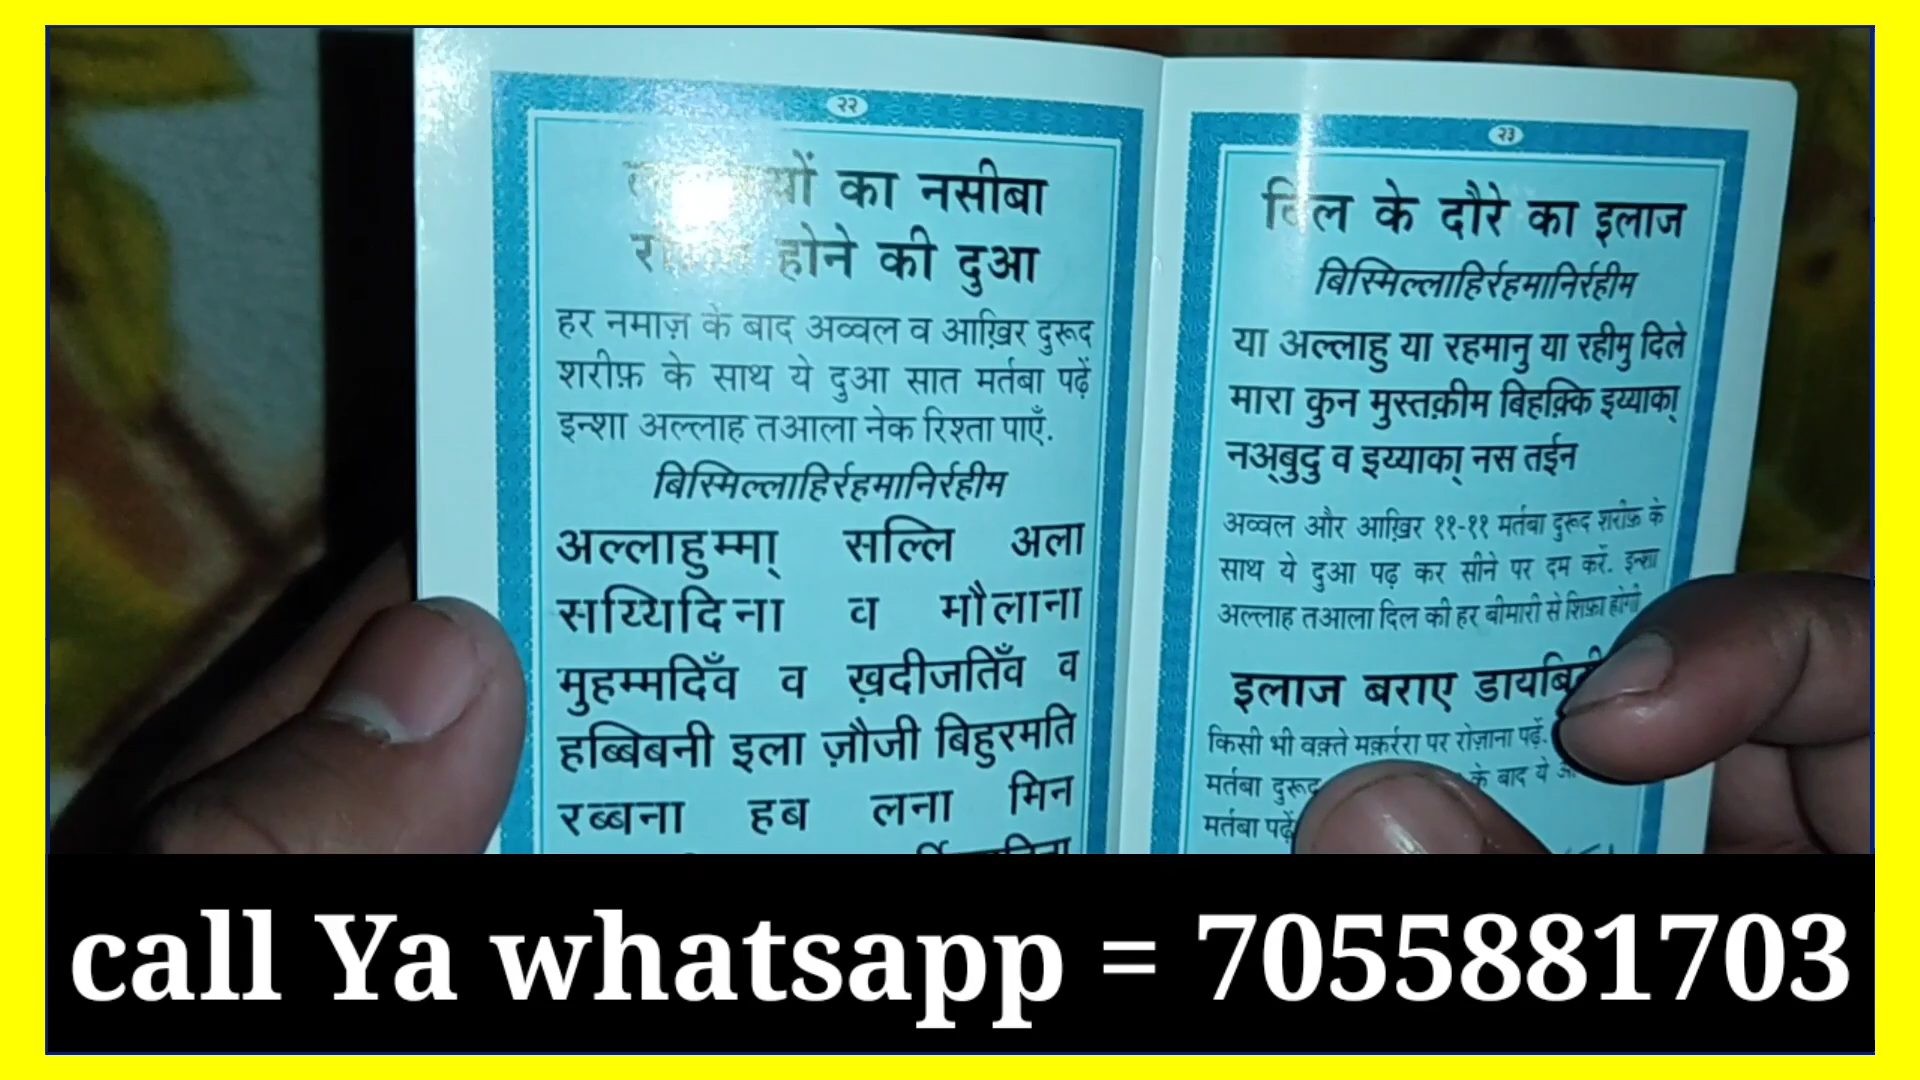 २२
का नसीबा
होने की दुआ
हर नमाज़ के बाद अव्वल व आख़िर दुरूद
शरीफ़ के साथ ये दुआ सात मर्तबा पढ़ें
इन्शा अल्लाह तआला नेक रिश्ता पाएँ.
बिस्मिल्लाहिर्रहमानिर्रहीम
अल्लाहुम्मा् सल्लि अला
सय्यिदिना व मौलाना
मुहम्मदिँव व ख़दीजतिँव व
हब्बिबनी इला ज़ौजी बिहुरमति
रब्बना हब लना मिन
२३
दिल के दौरे का इलाज
बिस्मिल्लाहिर्रहमानिर्रहीम
या अल्लाहु या रहमानु या रहीमु दिले
मारा कुन मुस्तक़ीम बिहक़्कि इय्याका्
नअ्बुदु व इय्याका् नस तईन
अव्वल और आख़िर ११-११ मर्तबा दुरूद शरीफ़ के
साथ ये दुआ पढ़ कर सीने पर दम करें. इन्शा
अल्लाह तआला दिल की हर बीमारी से शिफ़ा होगी
इलाज बराए
किसी भी वक़्ते मक़र्ररा पर रोज़ाना पढ़ें.
मर्तबा दुरूद के बाद ये
मर्तबा पढ़ें
call Ya whatsapp = 7055881703